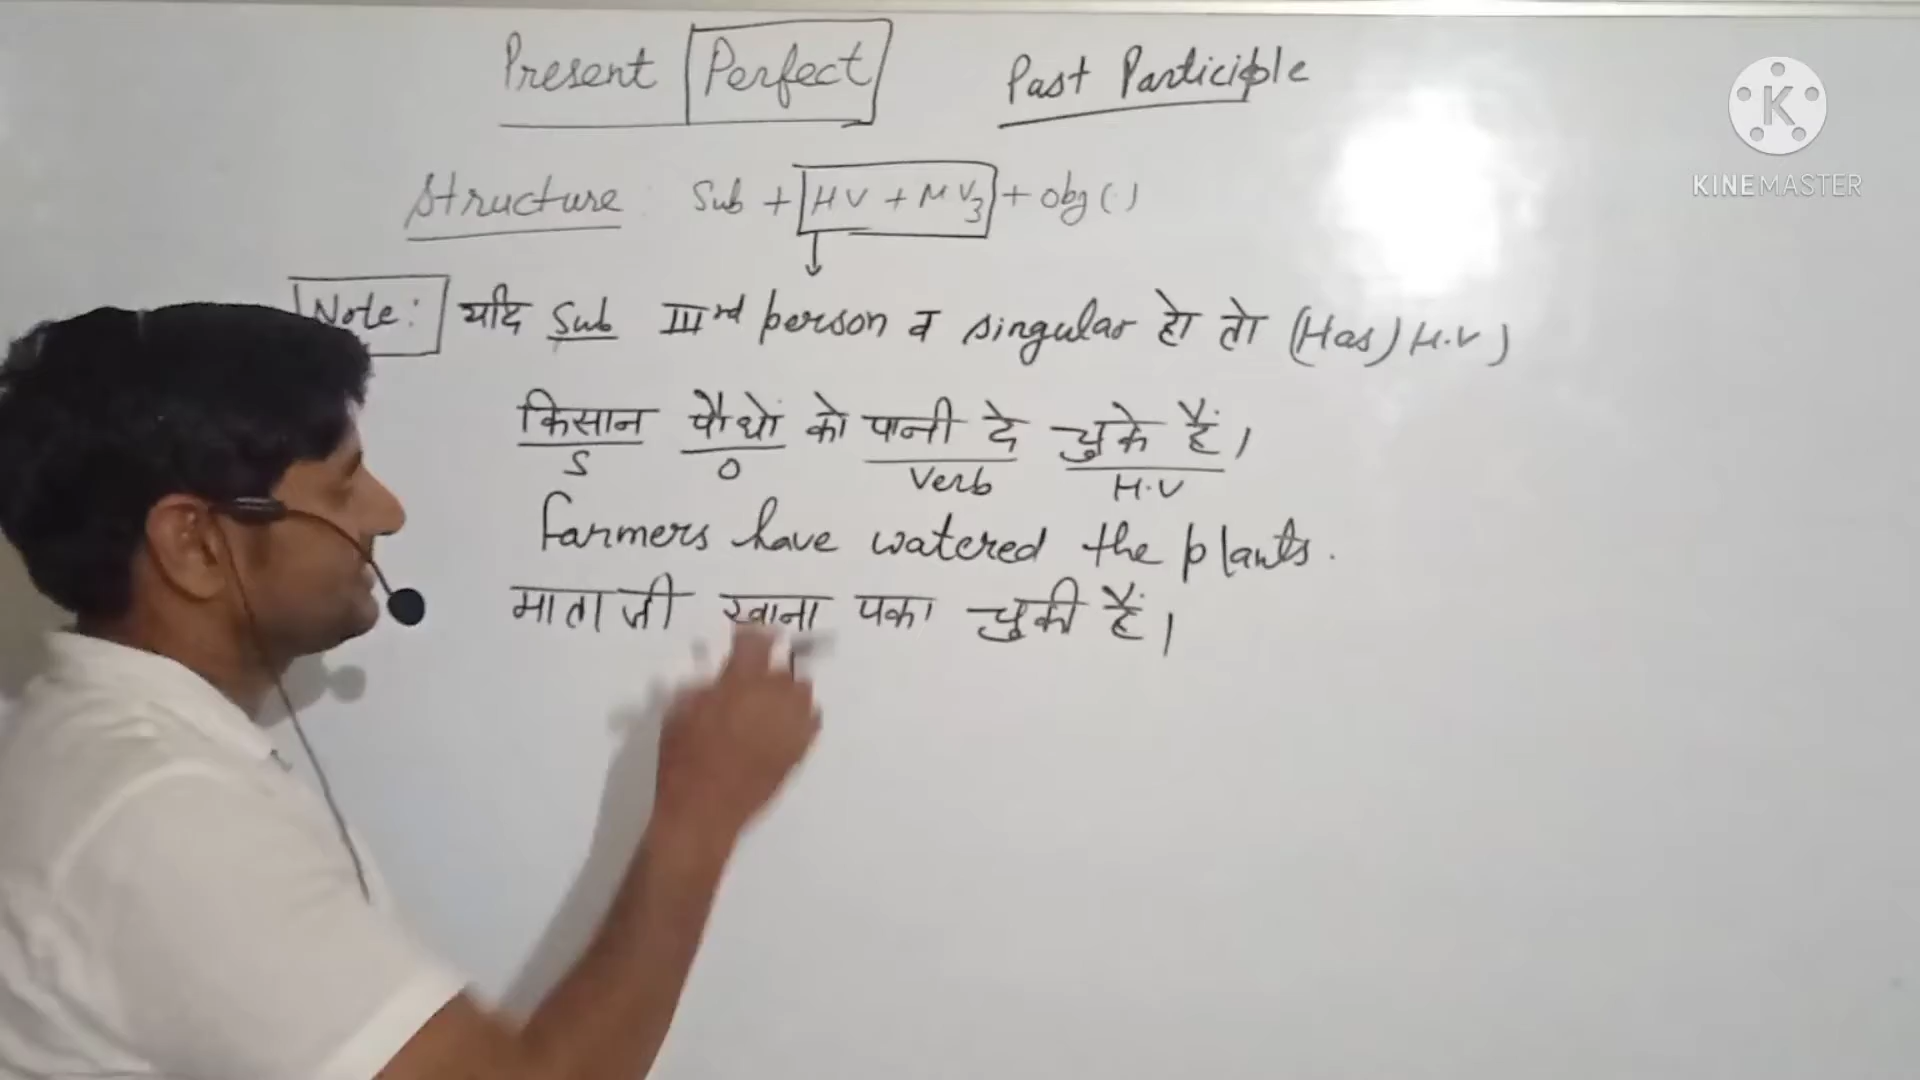 Present Perfect Past Participle
K
KINEMASTER
Structure : Sub + HV + MV3 + obj (.)
Note: यदि Sub IIIrd person व singular हो तो (Has) H.V)
किसान पौधों को पानी दे चुके हैं।
S O Verb H.V
Farmers have watered the plants.
माता जी खाना पका चुकी हैं।